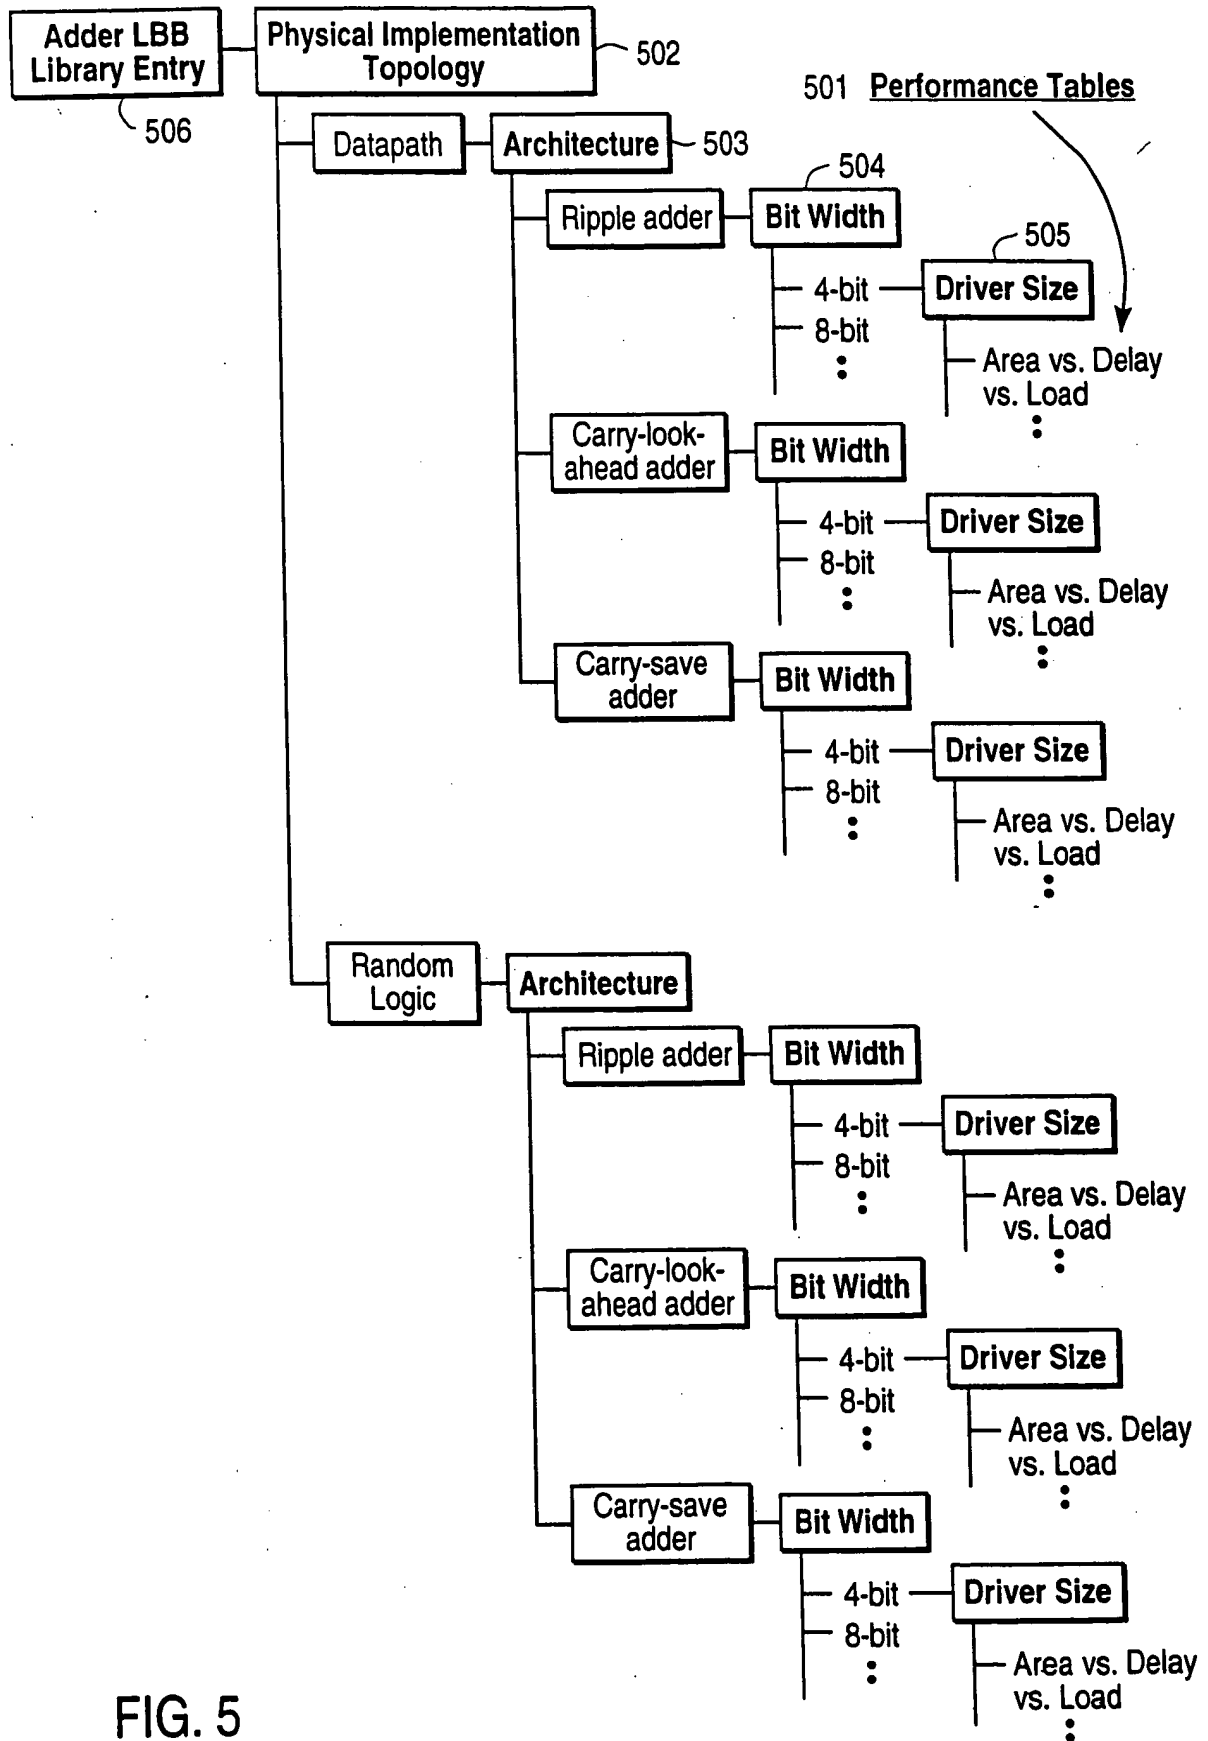 Adder LBB
Library Entry
506
Physical Implementation
Topology
502
501 Performance Tables
Datapath
Architecture
503
504
Ripple adder
Bit Width
505
4-bit
Driver Size
8-bit
Area vs. Delay
vs. Load
Carry-look-
ahead adder
Bit Width
4-bit
Driver Size
8-bit
Area vs. Delay
vs. Load
Carry-save
adder
Bit Width
4-bit
Driver Size
8-bit
Area vs. Delay
vs. Load
Random
Logic
Architecture
Ripple adder
Bit Width
4-bit
Driver Size
8-bit
Area vs. Delay
vs. Load
Carry-look-
ahead adder
Bit Width
4-bit
Driver Size
8-bit
Area vs. Delay
vs. Load
Carry-save
adder
Bit Width
4-bit
Driver Size
8-bit
Area vs. Delay
vs. Load
FIG. 5